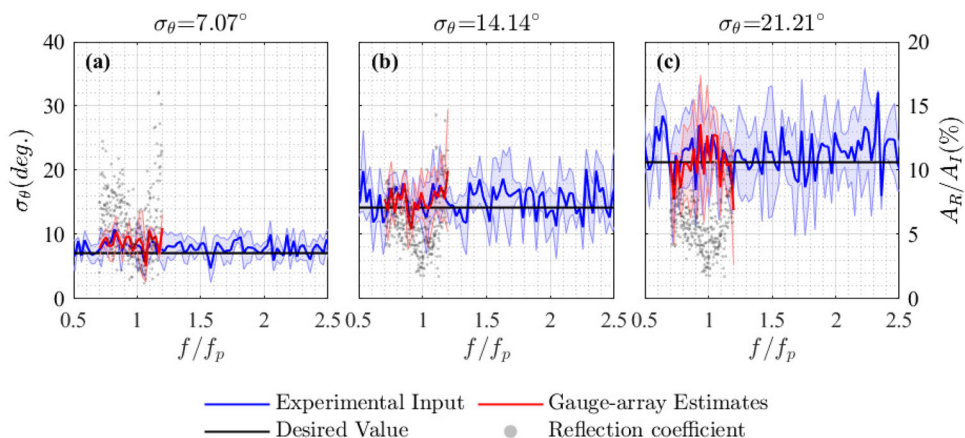 σθ=7.07° σθ=14.14° σθ=21.21°
40 (a) (b) (c) 20
30 15
20 10
10 5
0 0
σθ(deg.)
AR/AI(%)
0.5 1 1.5 2 2.5 0.5 1 1.5 2 2.5 0.5 1 1.5 2 2.5
f/fp f/fp f/fp
Experimental Input Gauge-array Estimates
Desired Value Reflection coefficient